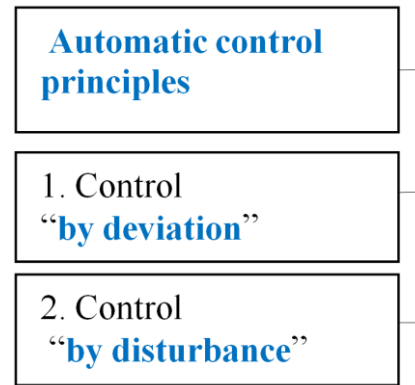 Automatic control
principles
1. Control
“by deviation”
2. Control
“by disturbance”